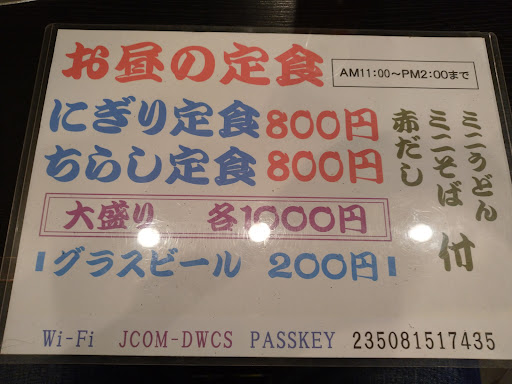 お昼の定食
AM11:00～PM2:00まで
にぎり定食 800円
ちらし定食 800円
大盛り 各1000円
グラスビール 200円
ミニうどん
ミニそば 付
赤だし
Wi-Fi JCOM-DWCS PASSKEY 235081517435